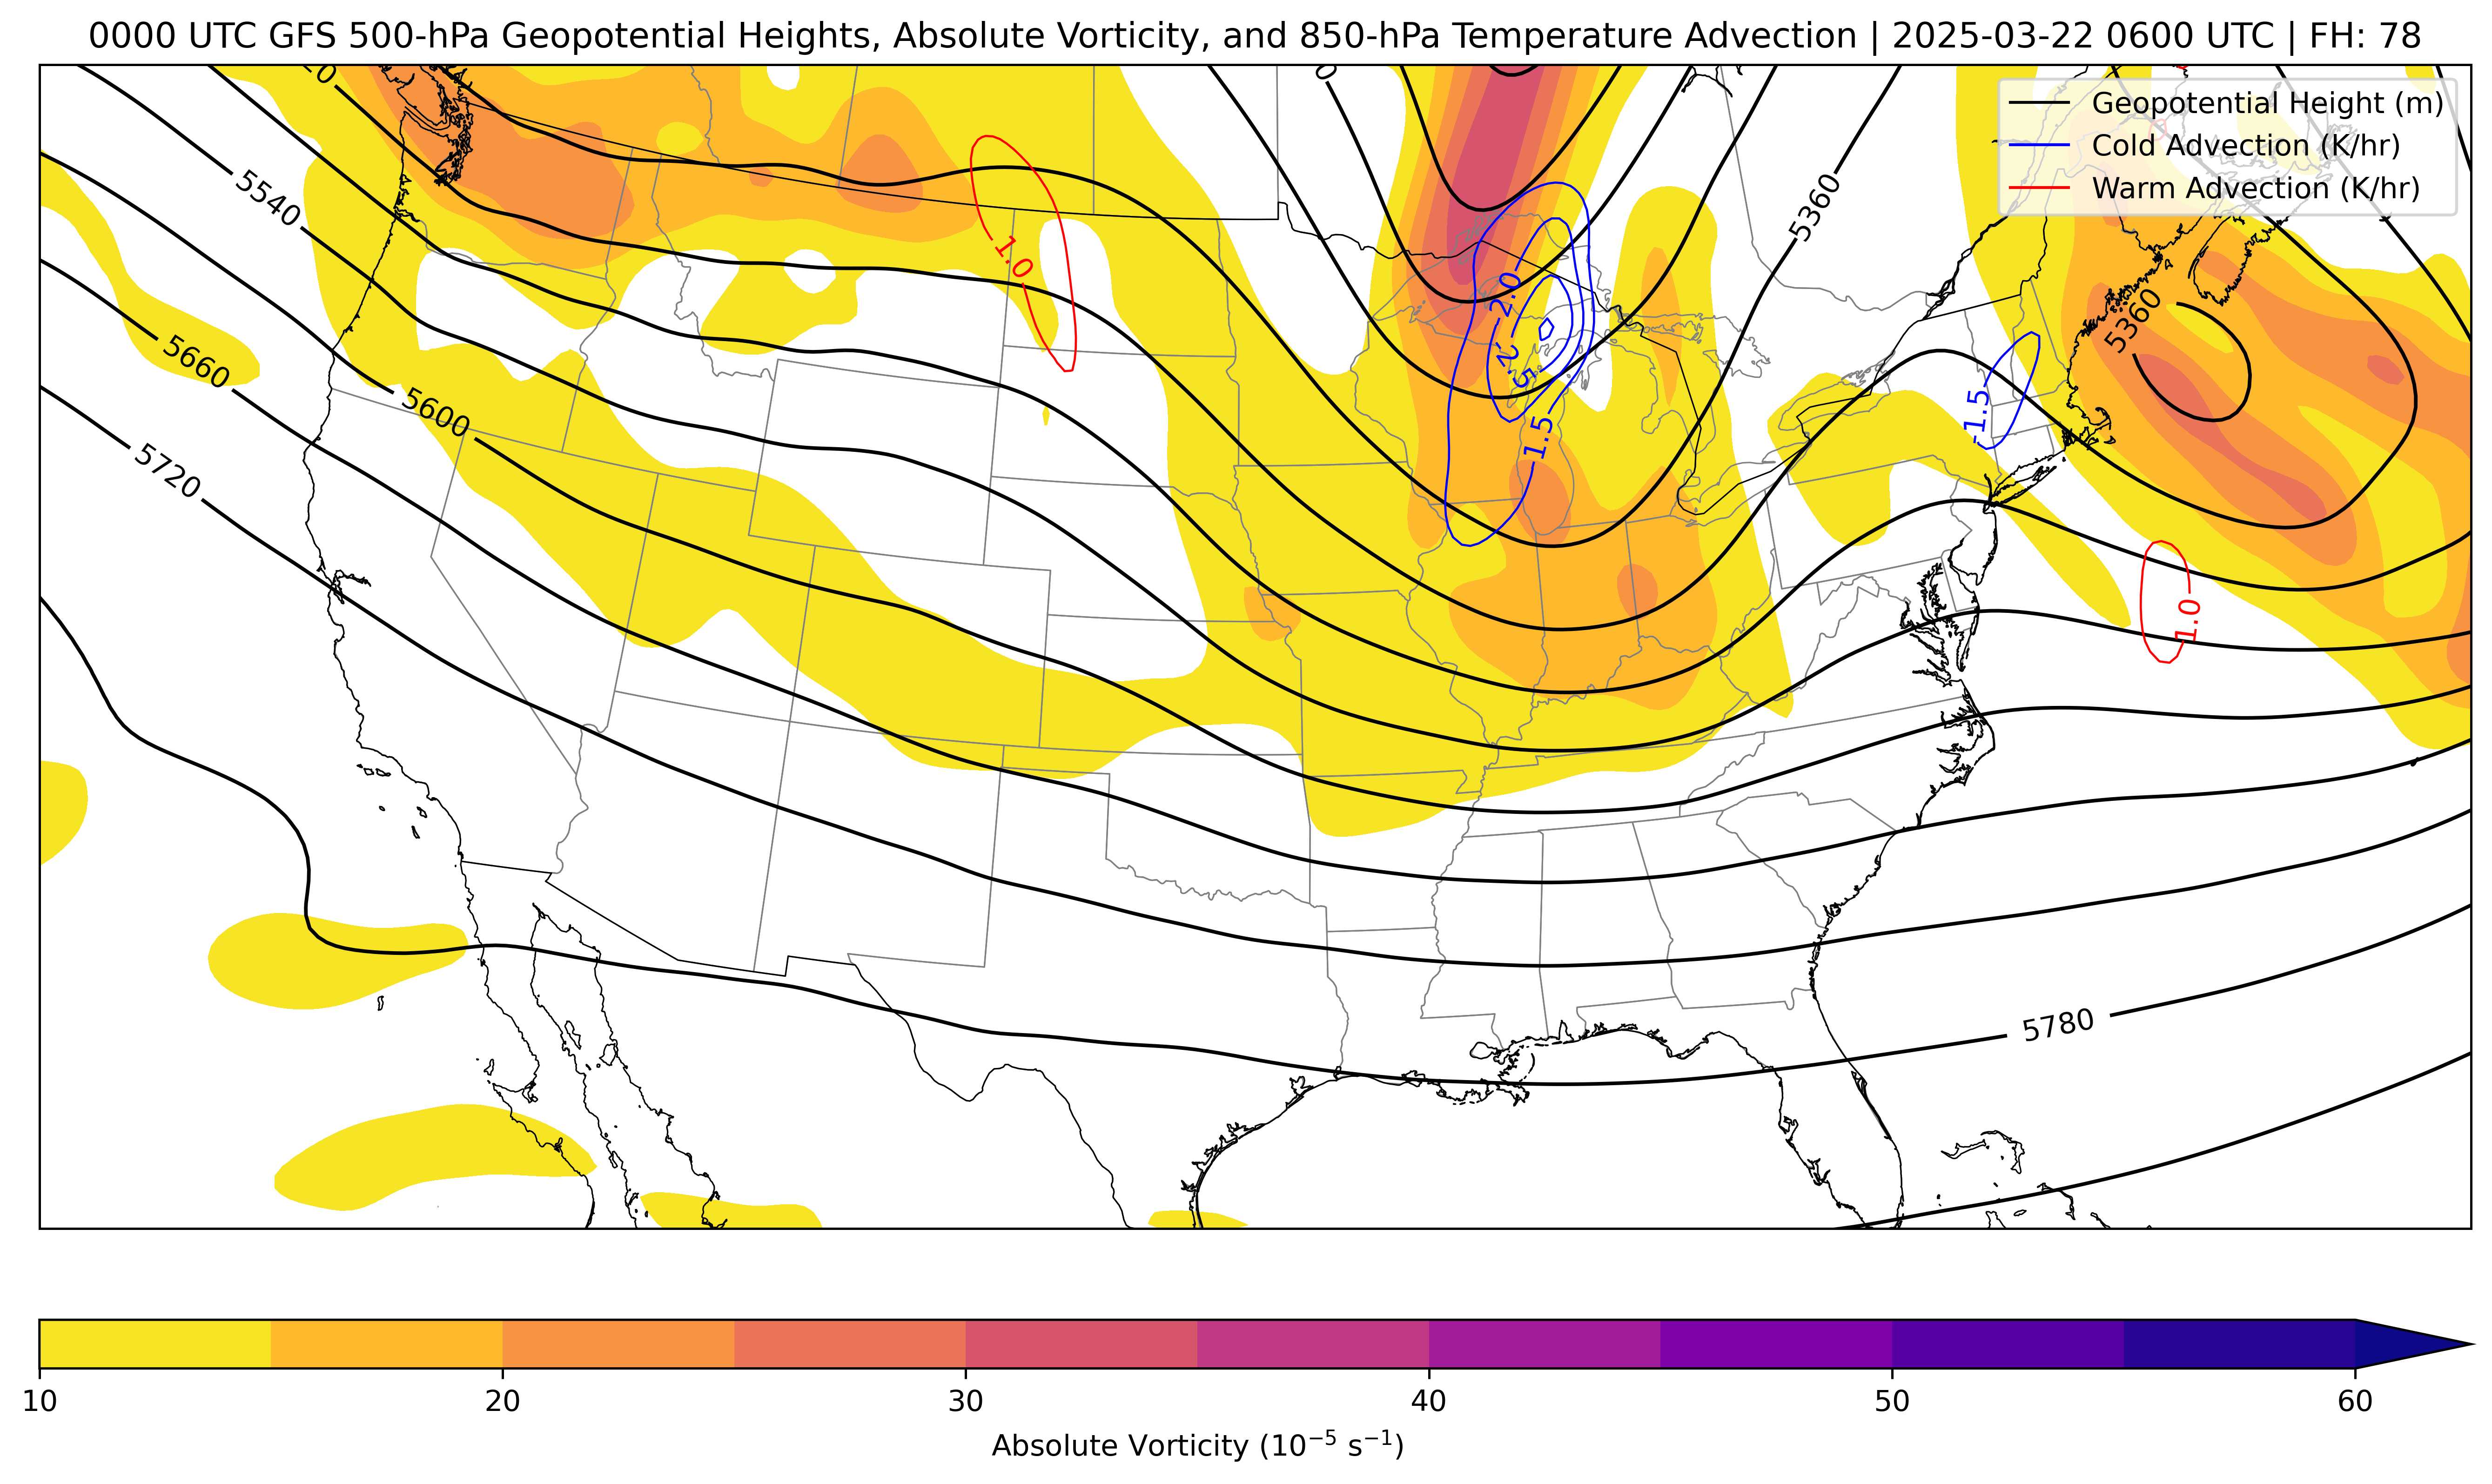 0000 UTC GFS 500-hPa Geopotential Heights, Absolute Vorticity, and 850-hPa Temperature Advection | 2025-03-22 0600 UTC | FH: 78
Geopotential Height (m)
Cold Advection (K/hr)
Warm Advection (K/hr)
5540
5360
1.0
-2.0
5360
5660
-2.5
5600
-1.5
-1.5
5720
1.0
5780
10 20 30 40 50 60
Absolute Vorticity (10⁻⁵ s⁻¹)